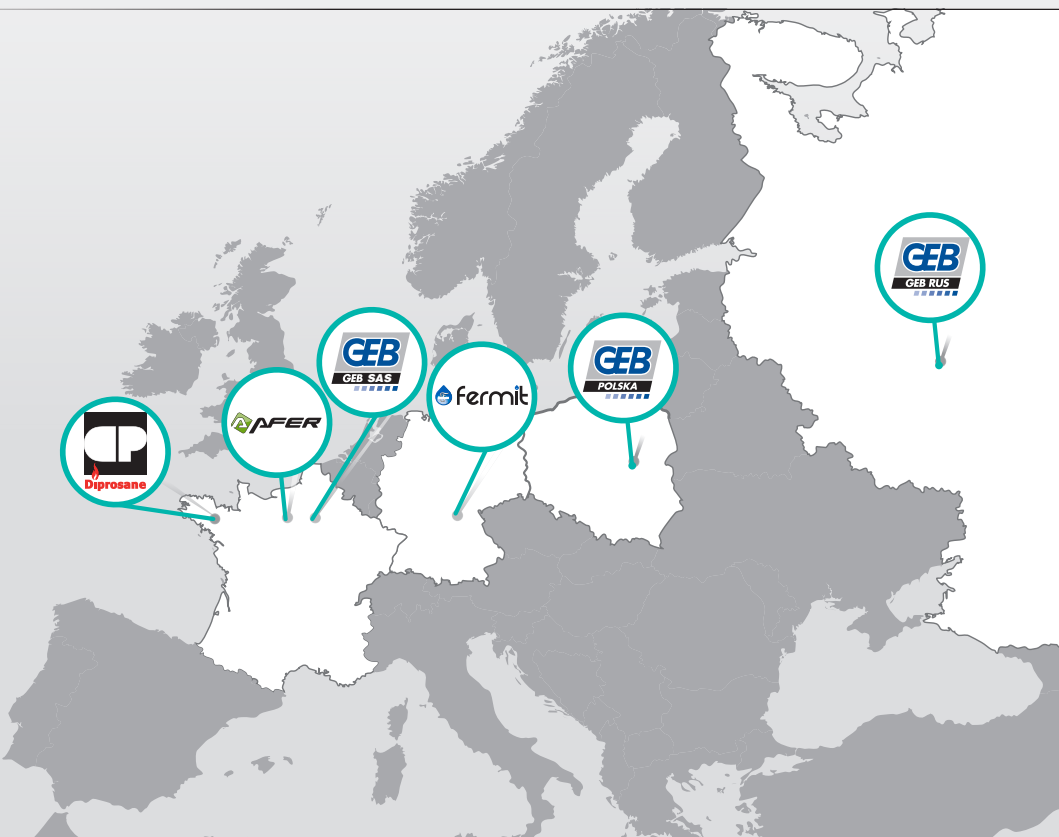 CP
Diprosane
AFER
GEB
GEB SAS
fermit
GEB
POLSKA
GEB
GEB RUS